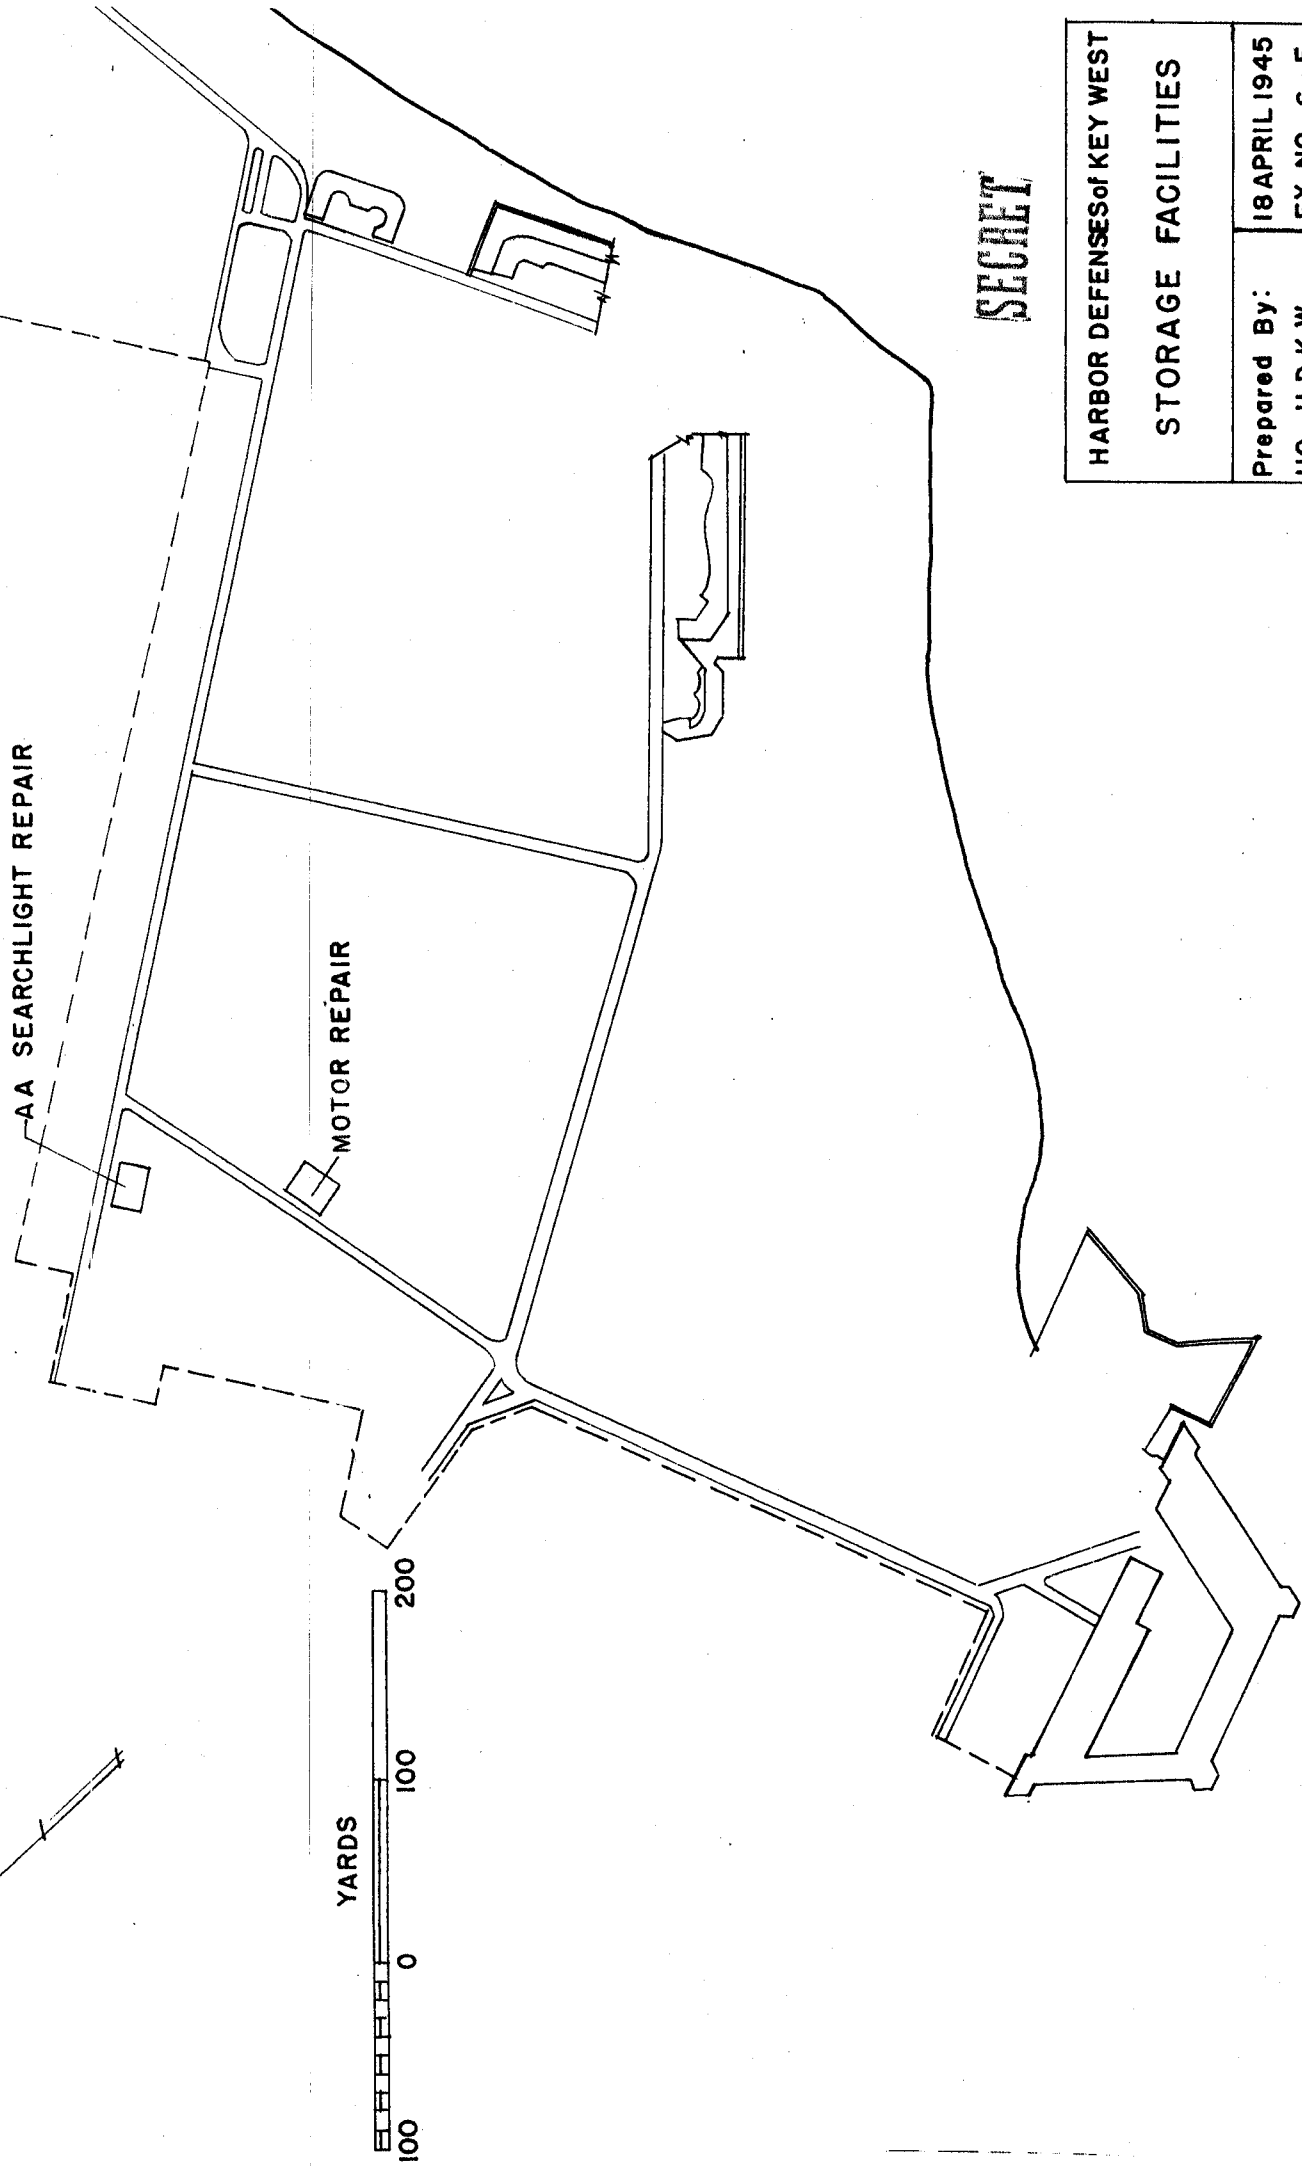 AA SEARCHLIGHT REPAIR
MOTOR REPAIR
YARDS
100 0 100 200
SECRET
HARBOR DEFENSES of KEY WEST
STORAGE FACILITIES
Prepared By:
18 APRIL 1945